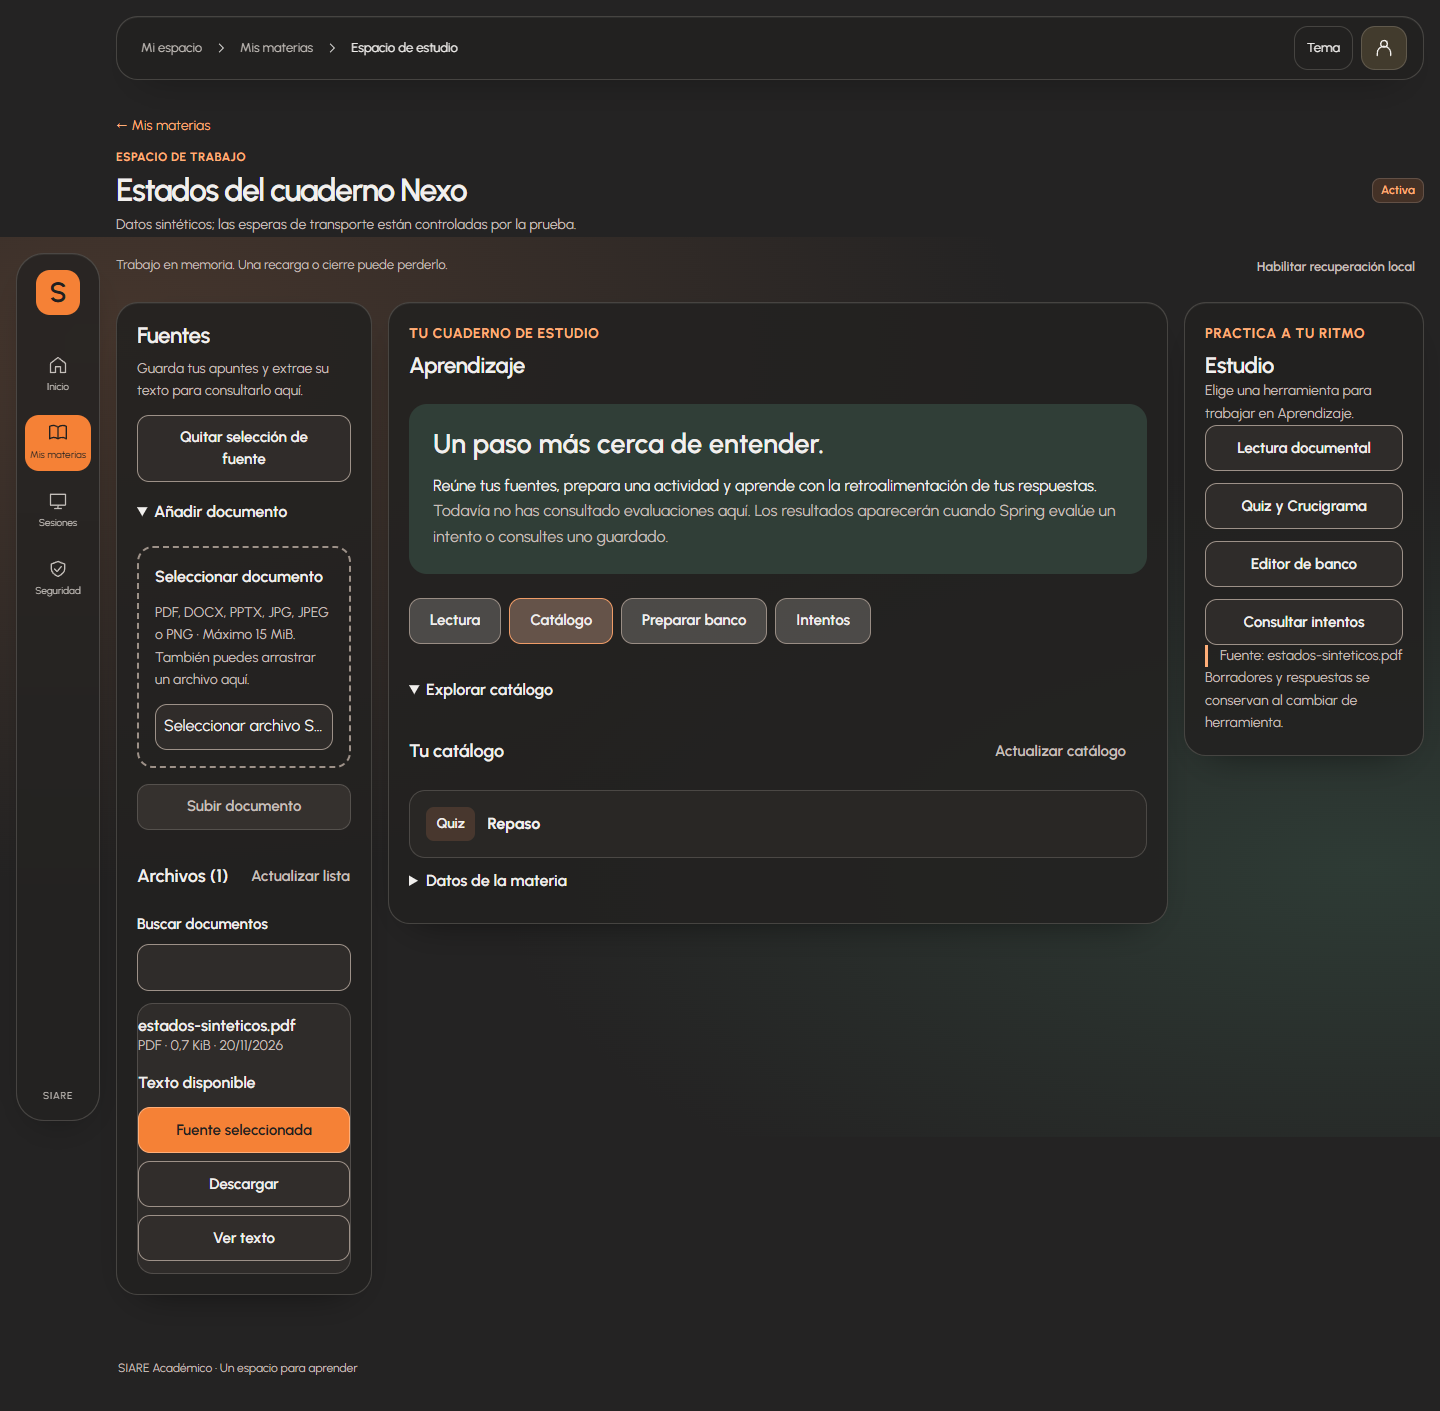 Mi espacio
Mis materias
Espacio de estudio
Tema
← Mis materias
ESPACIO DE TRABAJO
Estados del cuaderno Nexo
Activa
Datos sintéticos; las esperas de transporte están controladas por la prueba.
Trabajo en memoria. Una recarga o cierre puede perderlo.
Habilitar recuperación local
S
Inicio
Mis materias
Sesiones
Seguridad
SIARE
Fuentes
Guarda tus apuntes y extrae su
texto para consultarlo aquí.
Quitar selección de
fuente
Añadir documento
Seleccionar documento
PDF, DOCX, PPTX, JPG, JPEG
o PNG · Máximo 15 MiB.
También puedes arrastrar
un archivo aquí.
Seleccionar archivo S...
Subir documento
Archivos (1)
Actualizar lista
Buscar documentos
estados-sinteticos.pdf
PDF · 0,7 KiB · 20/11/2026
Texto disponible
Fuente seleccionada
Descargar
Ver texto
TU CUADERNO DE ESTUDIO
Aprendizaje
Un paso más cerca de entender.
Reúne tus fuentes, prepara una actividad y aprende con la retroalimentación de tus respuestas.
Todavía no has consultado evaluaciones aquí. Los resultados aparecerán cuando Spring evalúe un
intento o consultes uno guardado.
Lectura
Catálogo
Preparar banco
Intentos
Explorar catálogo
Tu catálogo
Actualizar catálogo
Quiz
Repaso
Datos de la materia
PRACTICA A TU RITMO
Estudio
Elige una herramienta para
trabajar en Aprendizaje.
Lectura documental
Quiz y Crucigrama
Editor de banco
Consultar intentos
Fuente: estados-sinteticos.pdf
Borradores y respuestas se
conservan al cambiar de
herramienta.
SIARE Académico · Un espacio para aprender